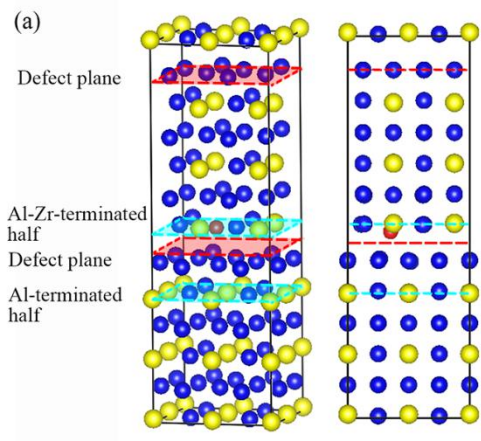 (a)
Defect plane
Al-Zr-terminated
half
Defect plane
Al-terminated
half